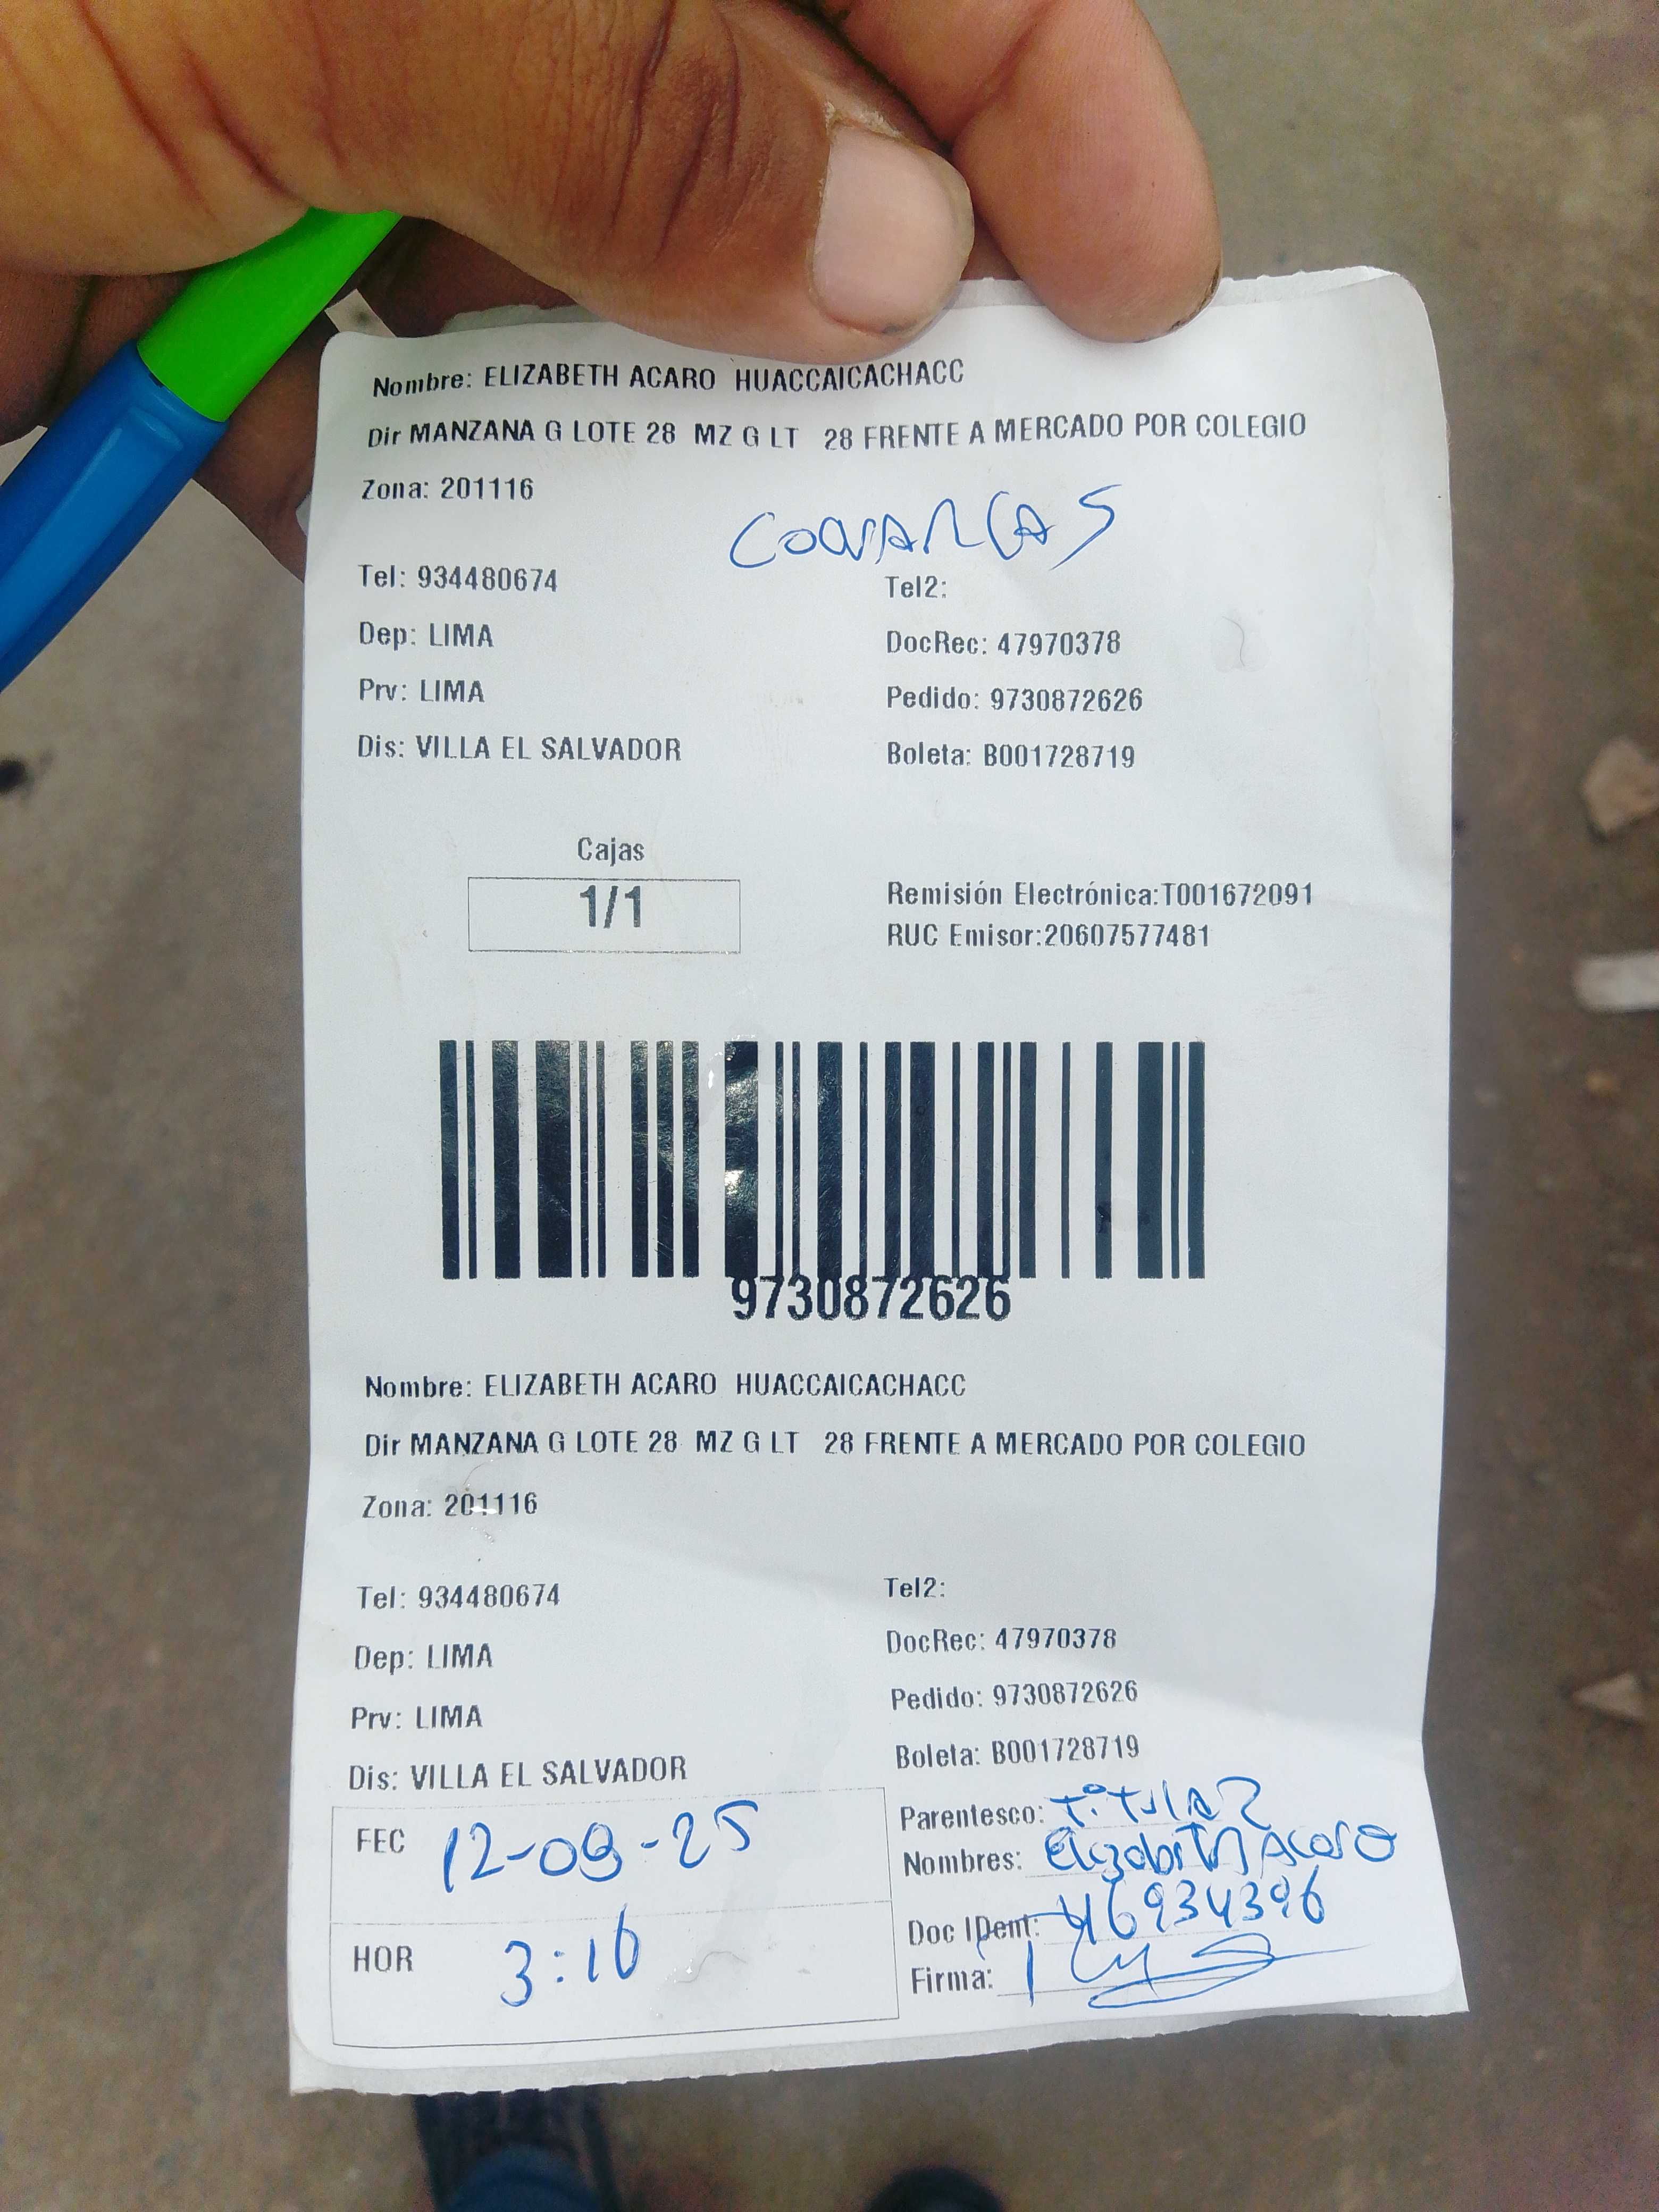 Nombre: ELIZABETH ACARO HUACCAICACHACC
Dir MANZANA G LOTE 28 MZ G LT 28 FRENTE A MERCADO POR COLEGIO
Zona: 201116
Tel: 934480674
Tel2:
Dep: LIMA
DocRec: 47970378
Prv: LIMA
Pedido: 9730872626
Dis: VILLA EL SALVADOR
Boleta: B001728719
Cajas
1/1
Remisión Electrónica:T001672091
RUC Emisor:20607577481
9730872626
Nombre: ELIZABETH ACARO HUACCAICACHACC
Dir MANZANA G LOTE 28 MZ G LT 28 FRENTE A MERCADO POR COLEGIO
Zona: 201116
Tel: 934480674
Tel2:
Dep: LIMA
DocRec: 47970378
Prv: LIMA
Pedido: 9730872626
Dis: VILLA EL SALVADOR
Boleta: B001728719
FEC 12-09-25
Parentesco: Titular
Nombres: Elizabeth Acaro
HOR 3:16
Doc IDent: 46934396
Firma: